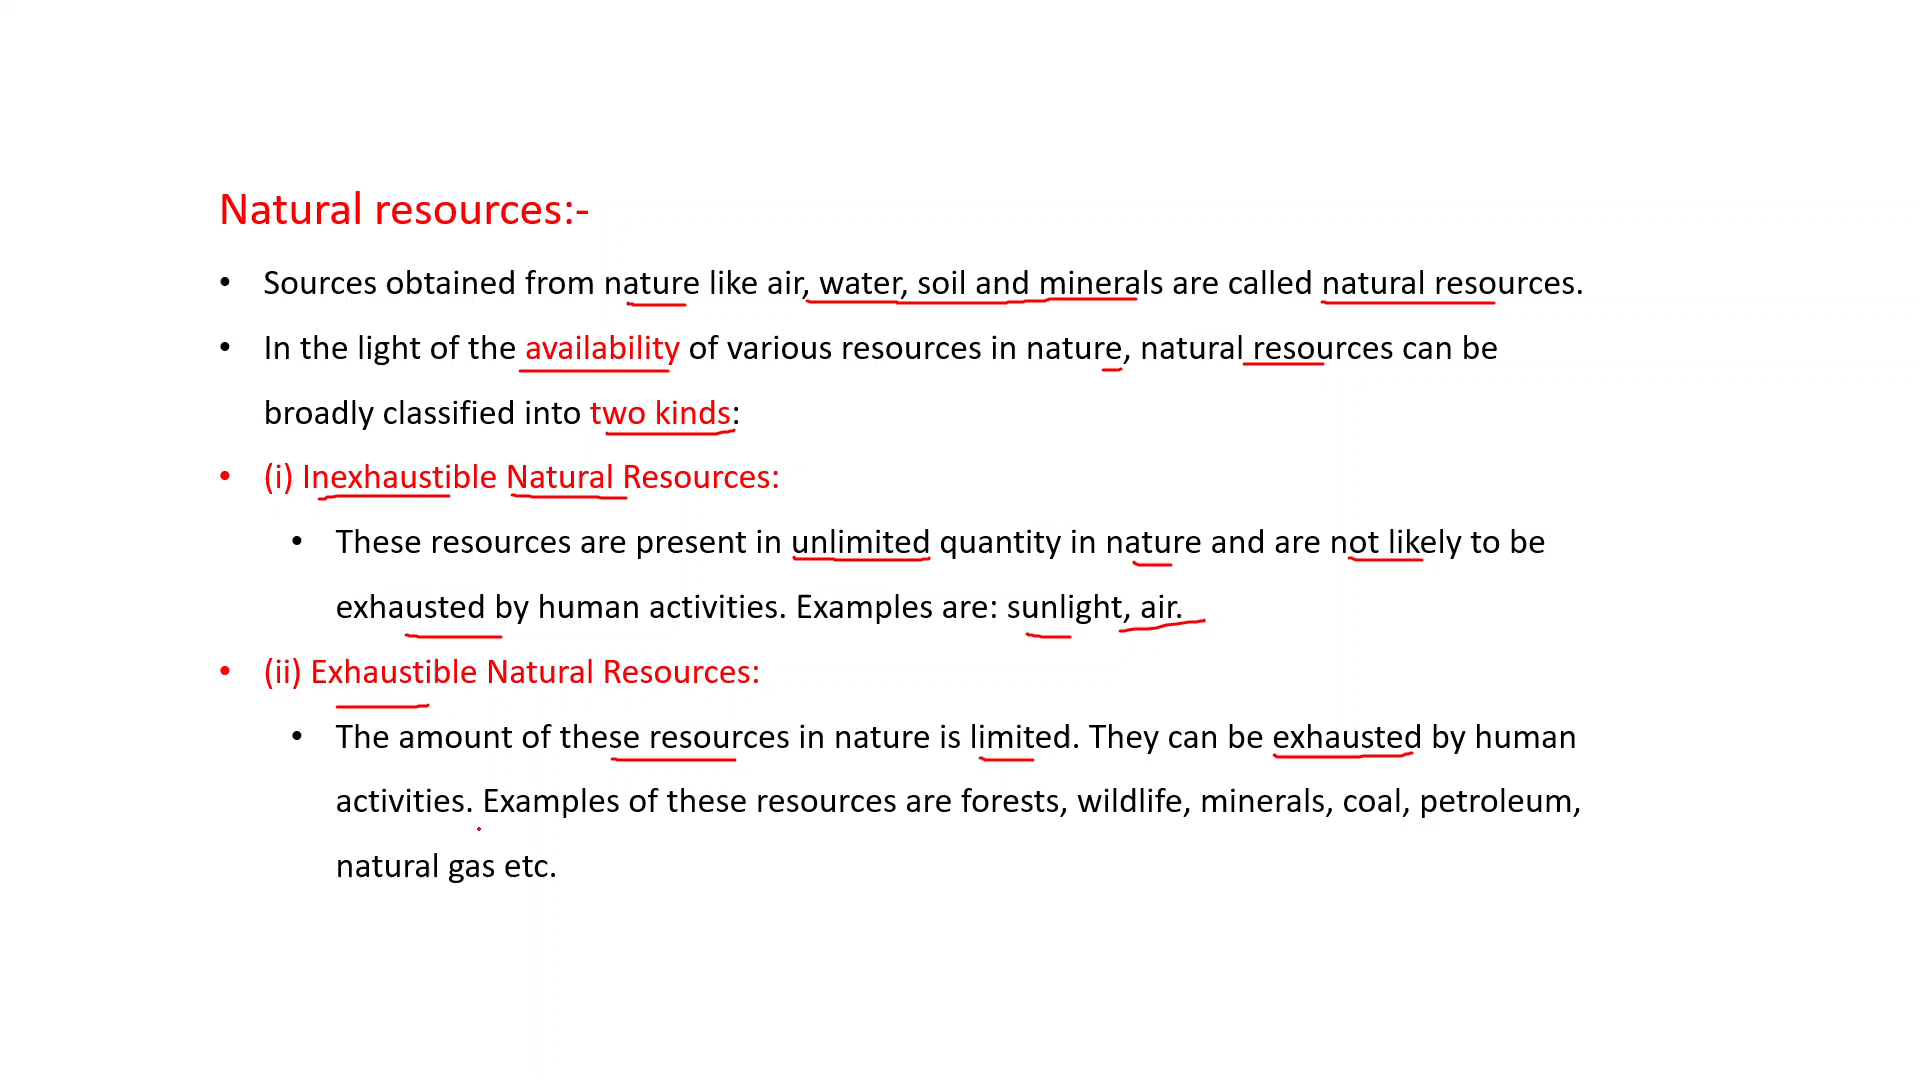 Natural resources:-
• Sources obtained from nature like air, water, soil and minerals are called natural resources.
• In the light of the availability of various resources in nature, natural resources can be
broadly classified into two kinds:
• (i) Inexhaustible Natural Resources:
• These resources are present in unlimited quantity in nature and are not likely to be
exhausted by human activities. Examples are: sunlight, air.
• (ii) Exhaustible Natural Resources:
• The amount of these resources in nature is limited. They can be exhausted by human
activities. Examples of these resources are forests, wildlife, minerals, coal, petroleum,
natural gas etc.